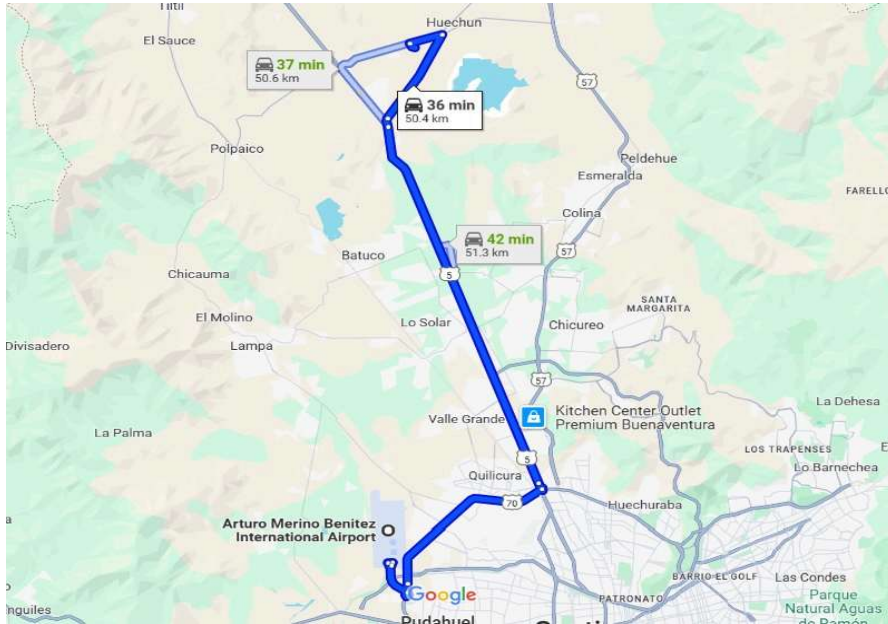 Tiltil
Huechun
El Sauce
37 min
50.6 km
57
36 min
50.4 km
Polpaico
Peldehue
Esmeralda
FARELLO
Colina
Batuco
42 min
51.3 km
57
Chicauma
5
SANTA
MARGARITA
El Molino
Lo Solar
Chicureo
Divisadero
Lampa
57
La Dehesa
Valle Grande
Kitchen Center Outlet
Premium Buenaventura
La Palma
LOS TRAPENSES
5
Lo Barnechea
Quilicura
70
Huechuraba
Arturo Merino Benitez
International Airport
BARRIO EL GOLF
Las Condes
Google
PATRONATO
Parque
Natural Aguas
de Ramón
nguiles
Pudahuel